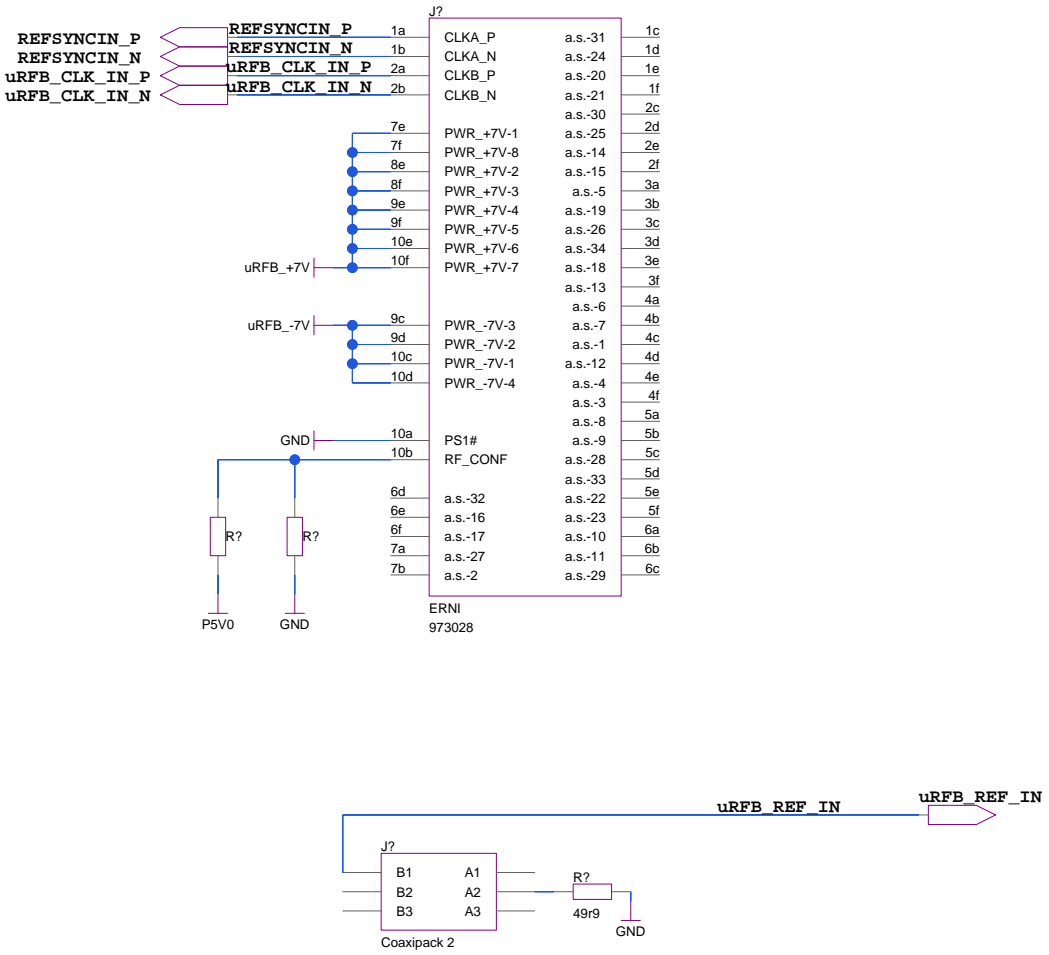 J?
REFSYNCIN_P REFSYNCIN_P 1a CLKA_P a.s.-31 1c
REFSYNCIN_N REFSYNCIN_N 1b CLKA_N a.s.-24 1d
uRFB_CLK_IN_P uRFB_CLK_IN_P 2a CLKB_P a.s.-20 1e
uRFB_CLK_IN_N uRFB_CLK_IN_N 2b CLKB_N a.s.-21 1f
a.s.-30 2c
7e PWR_+7V-1 a.s.-25 2d
7f PWR_+7V-8 a.s.-14 2e
8e PWR_+7V-2 a.s.-15 2f
8f PWR_+7V-3 a.s.-5 3a
9e PWR_+7V-4 a.s.-19 3b
9f PWR_+7V-5 a.s.-26 3c
10e PWR_+7V-6 a.s.-34 3d
uRFB_+7V 10f PWR_+7V-7 a.s.-18 3e
a.s.-13 3f
a.s.-6 4a
uRFB_-7V 9c PWR_-7V-3 a.s.-7 4b
9d PWR_-7V-2 a.s.-1 4c
10c PWR_-7V-1 a.s.-12 4d
10d PWR_-7V-4 a.s.-4 4e
a.s.-3 4f
a.s.-8 5a
GND 10a PS1# a.s.-9 5b
10b RF_CONF a.s.-28 5c
a.s.-33 5d
6d a.s.-32 a.s.-22 5e
6e a.s.-16 a.s.-23 5f
6f a.s.-17 a.s.-10 6a
7a a.s.-27 a.s.-11 6b
7b a.s.-2 a.s.-29 6c
R? R?
P5V0 GND
ERNI
973028
uRFB_REF_IN uRFB_REF_IN
J?
B1 A1
B2 A2
B3 A3
R?
49r9
GND
Coaxipack 2